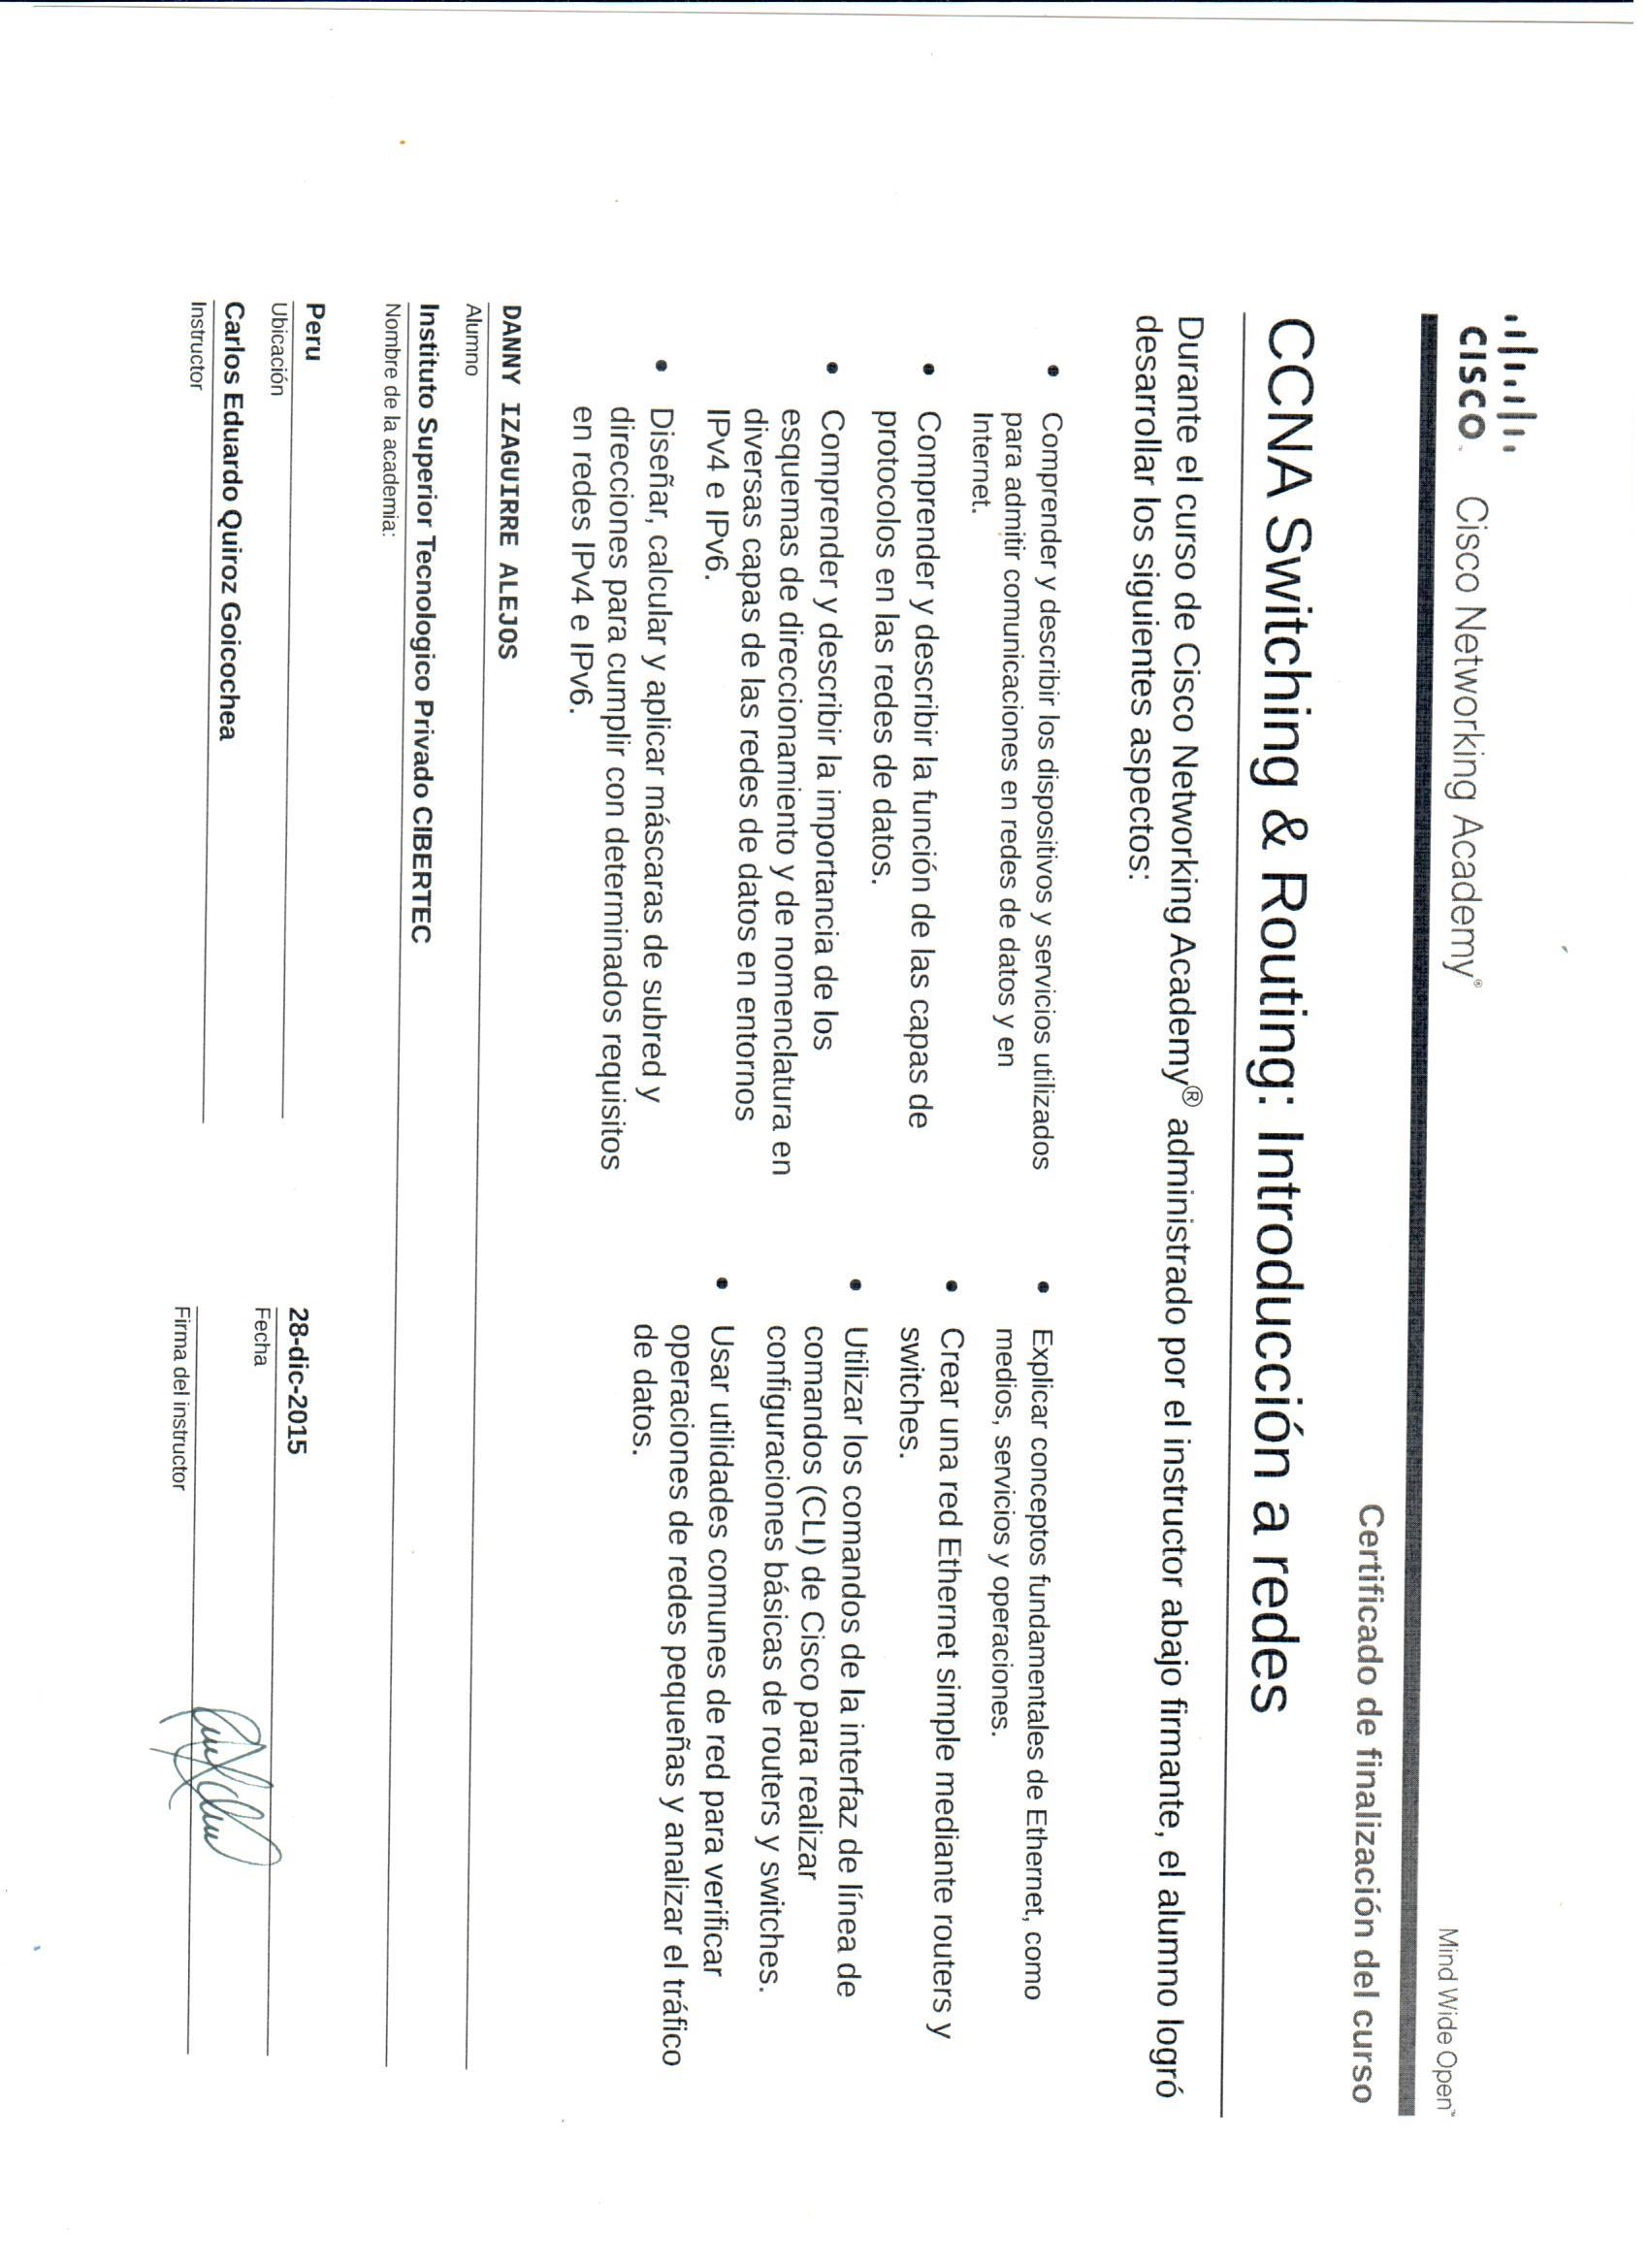 CISCO
Cisco Networking Academy®
Mind Wide Open™
Certificado de finalización del curso
CCNA Switching & Routing: Introducción a redes
Durante el curso de Cisco Networking Academy® administrado por el instructor abajo firmante, el alumno logró
desarrollar los siguientes aspectos:
• Comprender y describir los dispositivos y servicios utilizados
para admitir comunicaciones en redes de datos y en
Internet.
• Comprender y describir la función de las capas de
protocolos en las redes de datos.
• Comprender y describir la importancia de los
esquemas de direccionamiento y de nomenclatura en
diversas capas de las redes de datos en entornos
IPv4 e IPv6.
• Diseñar, calcular y aplicar máscaras de subred y
direcciones para cumplir con determinados requisitos
en redes IPv4 e IPv6.
• Explicar conceptos fundamentales de Ethernet, como
medios, servicios y operaciones.
• Crear una red Ethernet simple mediante routers y
switches.
• Utilizar los comandos de la interfaz de línea de
comandos (CLI) de Cisco para realizar
configuraciones básicas de routers y switches.
• Usar utilidades comunes de red para verificar
operaciones de redes pequeñas y analizar el tráfico
de datos.
DANNY IZAGUIRRE ALEJOS
Alumno
Instituto Superior Tecnologico Privado CIBERTEC
Nombre de la academia:
Peru
Ubicación
28-dic-2015
Fecha
Carlos Eduardo Quiroz Goicochea
Instructor
Firma del instructor